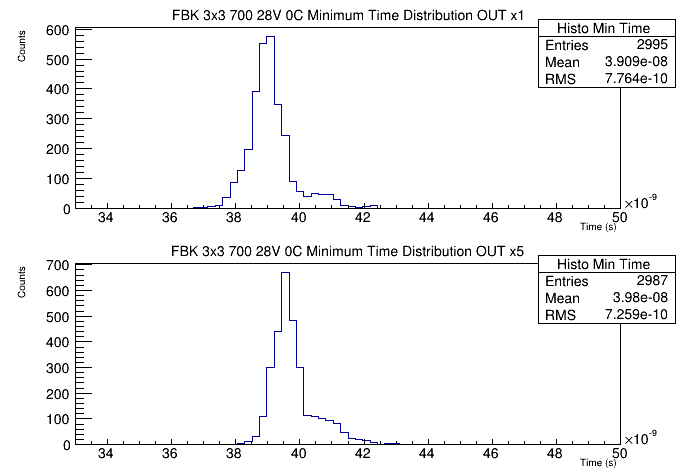 FBK 3x3 700 28V 0C Minimum Time Distribution OUT x1
Histo Min Time
Entries 2995
Mean 3.909e-08
RMS 7.764e-10
Counts
600
500
400
300
200
100
0
34 36 38 40 42 44 46 48 50
×10-9
Time (s)
FBK 3x3 700 28V 0C Minimum Time Distribution OUT x5
Histo Min Time
Entries 2987
Mean 3.98e-08
RMS 7.259e-10
Counts
700
600
500
400
300
200
100
0
34 36 38 40 42 44 46 48 50
×10-9
Time (s)